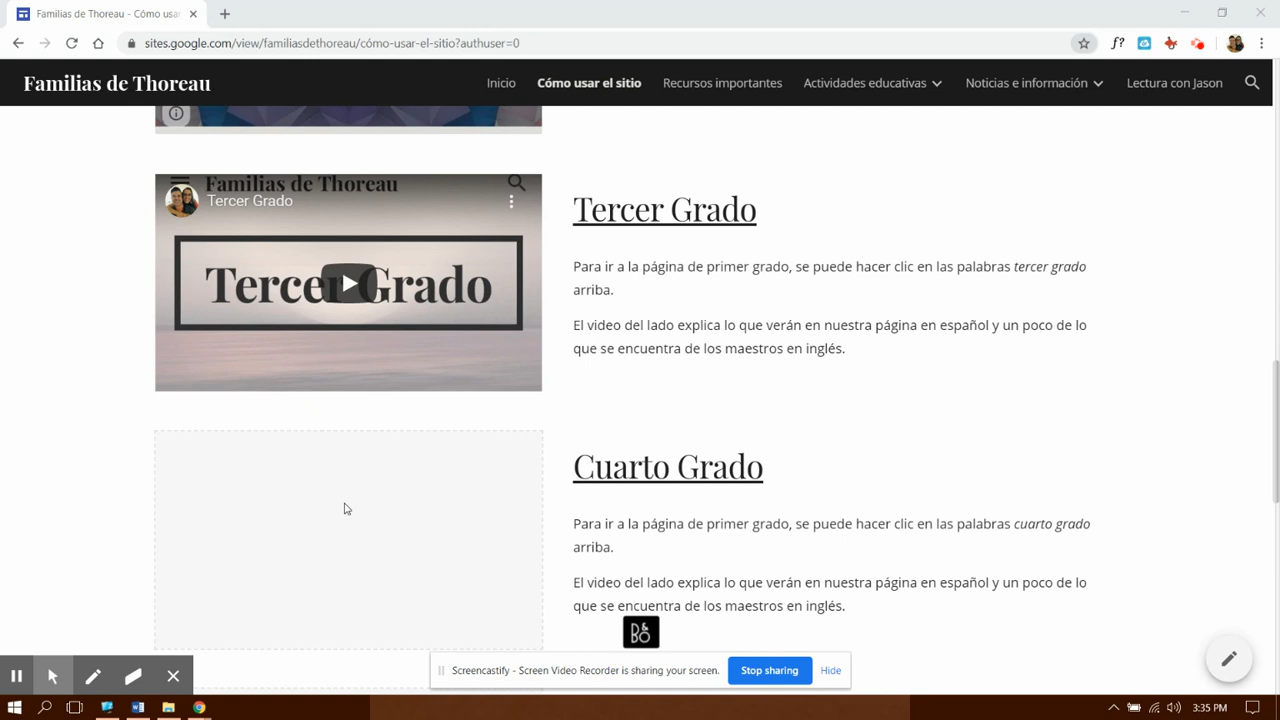 Familias de Thoreau - Cómo usa
sites.google.com/view/familiasdethoreau/cómo-usar-el-sitio?authuser=0
f?
Familias de Thoreau
Inicio
Cómo usar el sitio
Recursos importantes
Actividades educativas
Noticias e información
Lectura con Jason
Familias de Thoreau
Tercer Grado
Tercer Grado
Tercer Grado
Para ir a la página de primer grado, se puede hacer clic en las palabras tercer grado
arriba.
El video del lado explica lo que verán en nuestra página en español y un poco de lo
que se encuentra de los maestros en inglés.
Cuarto Grado
Para ir a la página de primer grado, se puede hacer clic en las palabras cuarto grado
arriba.
El video del lado explica lo que verán en nuestra página en español y un poco de lo
que se encuentra de los maestros en inglés.
D&
BO
Screencastify - Screen Video Recorder is sharing your screen.
Stop sharing
Hide
3:35 PM